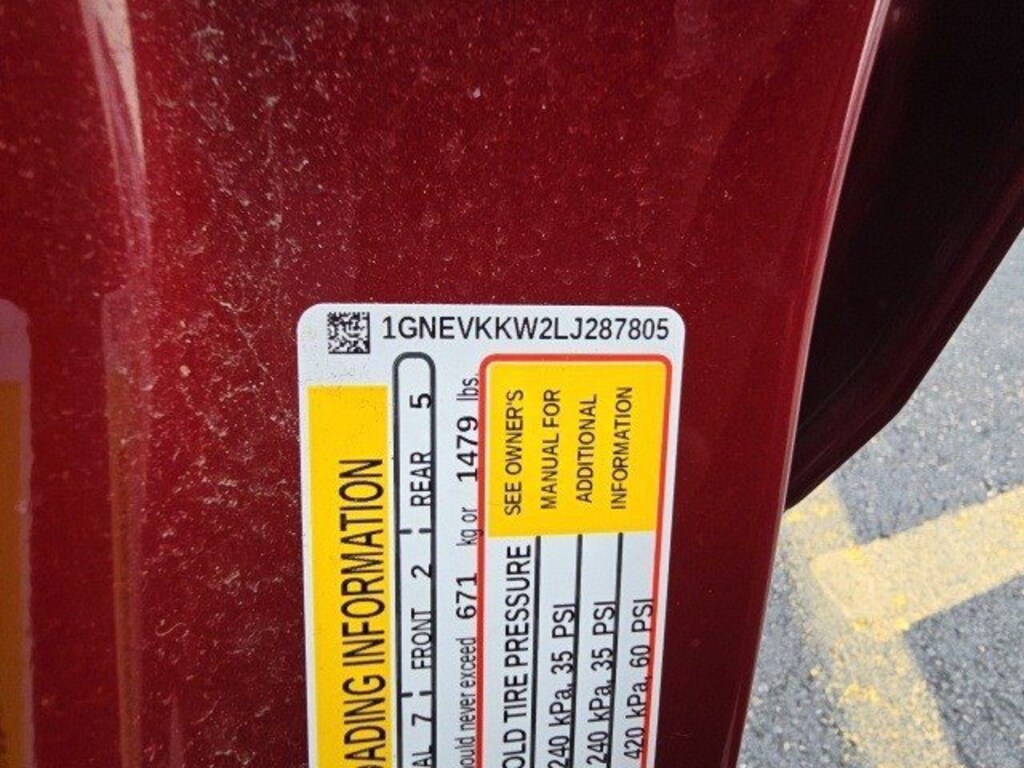 1GNEVKKW2LJ287805
ADING INFORMATION
AL 7 FRONT 2 REAR 5
ould never exceed 671 kg or 1479 lbs.
OLD TIRE PRESSURE
240 kPa, 35 PSI
240 kPa, 35 PSI
420 kPa, 60 PSI
SEE OWNER'S
MANUAL FOR
ADDITIONAL
INFORMATION